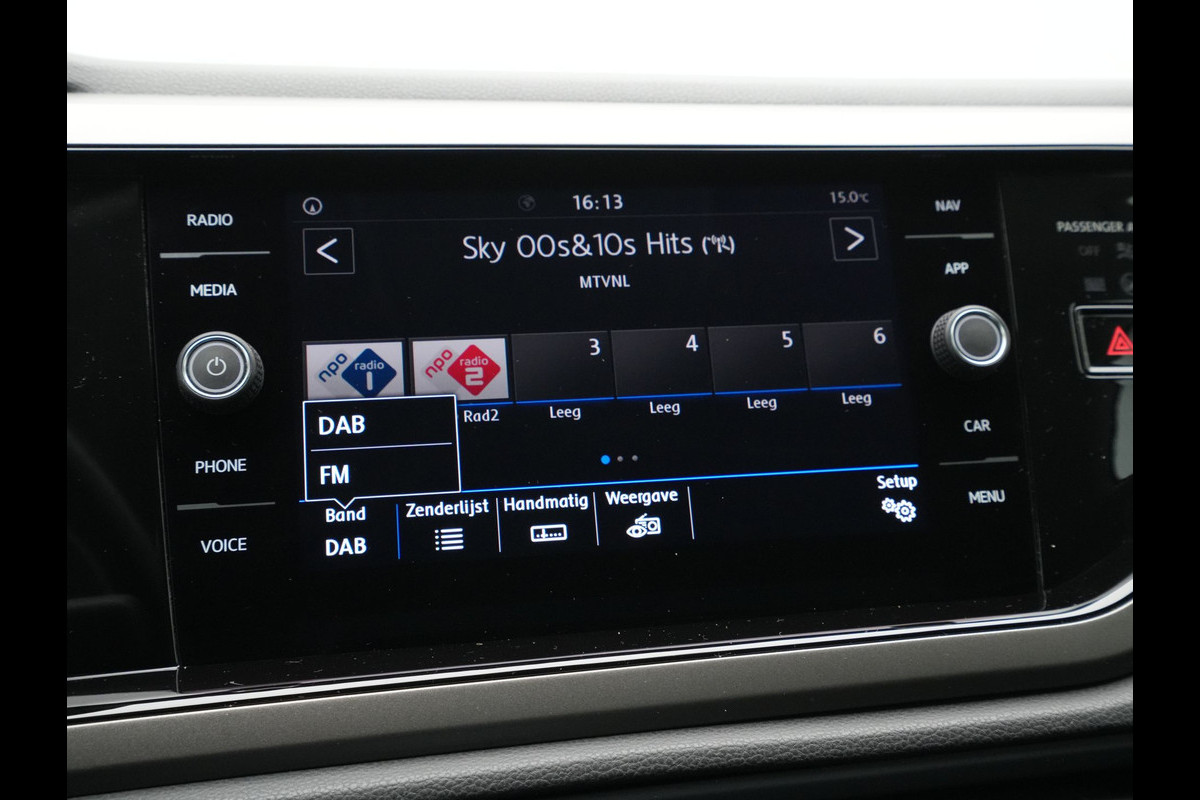 RADIO
MEDIA
PHONE
VOICE
16:13
15.0°C
<
Sky 00s&10s Hits
>
MTVNL
npo radio 1
npo radio 2
3
4
5
6
Rad2
Leeg
Leeg
Leeg
Leeg
DAB
FM
Band
DAB
Zenderlijst
Handmatig
Weergave
Setup
NAV
APP
CAR
MENU
PASSENGER
OFF